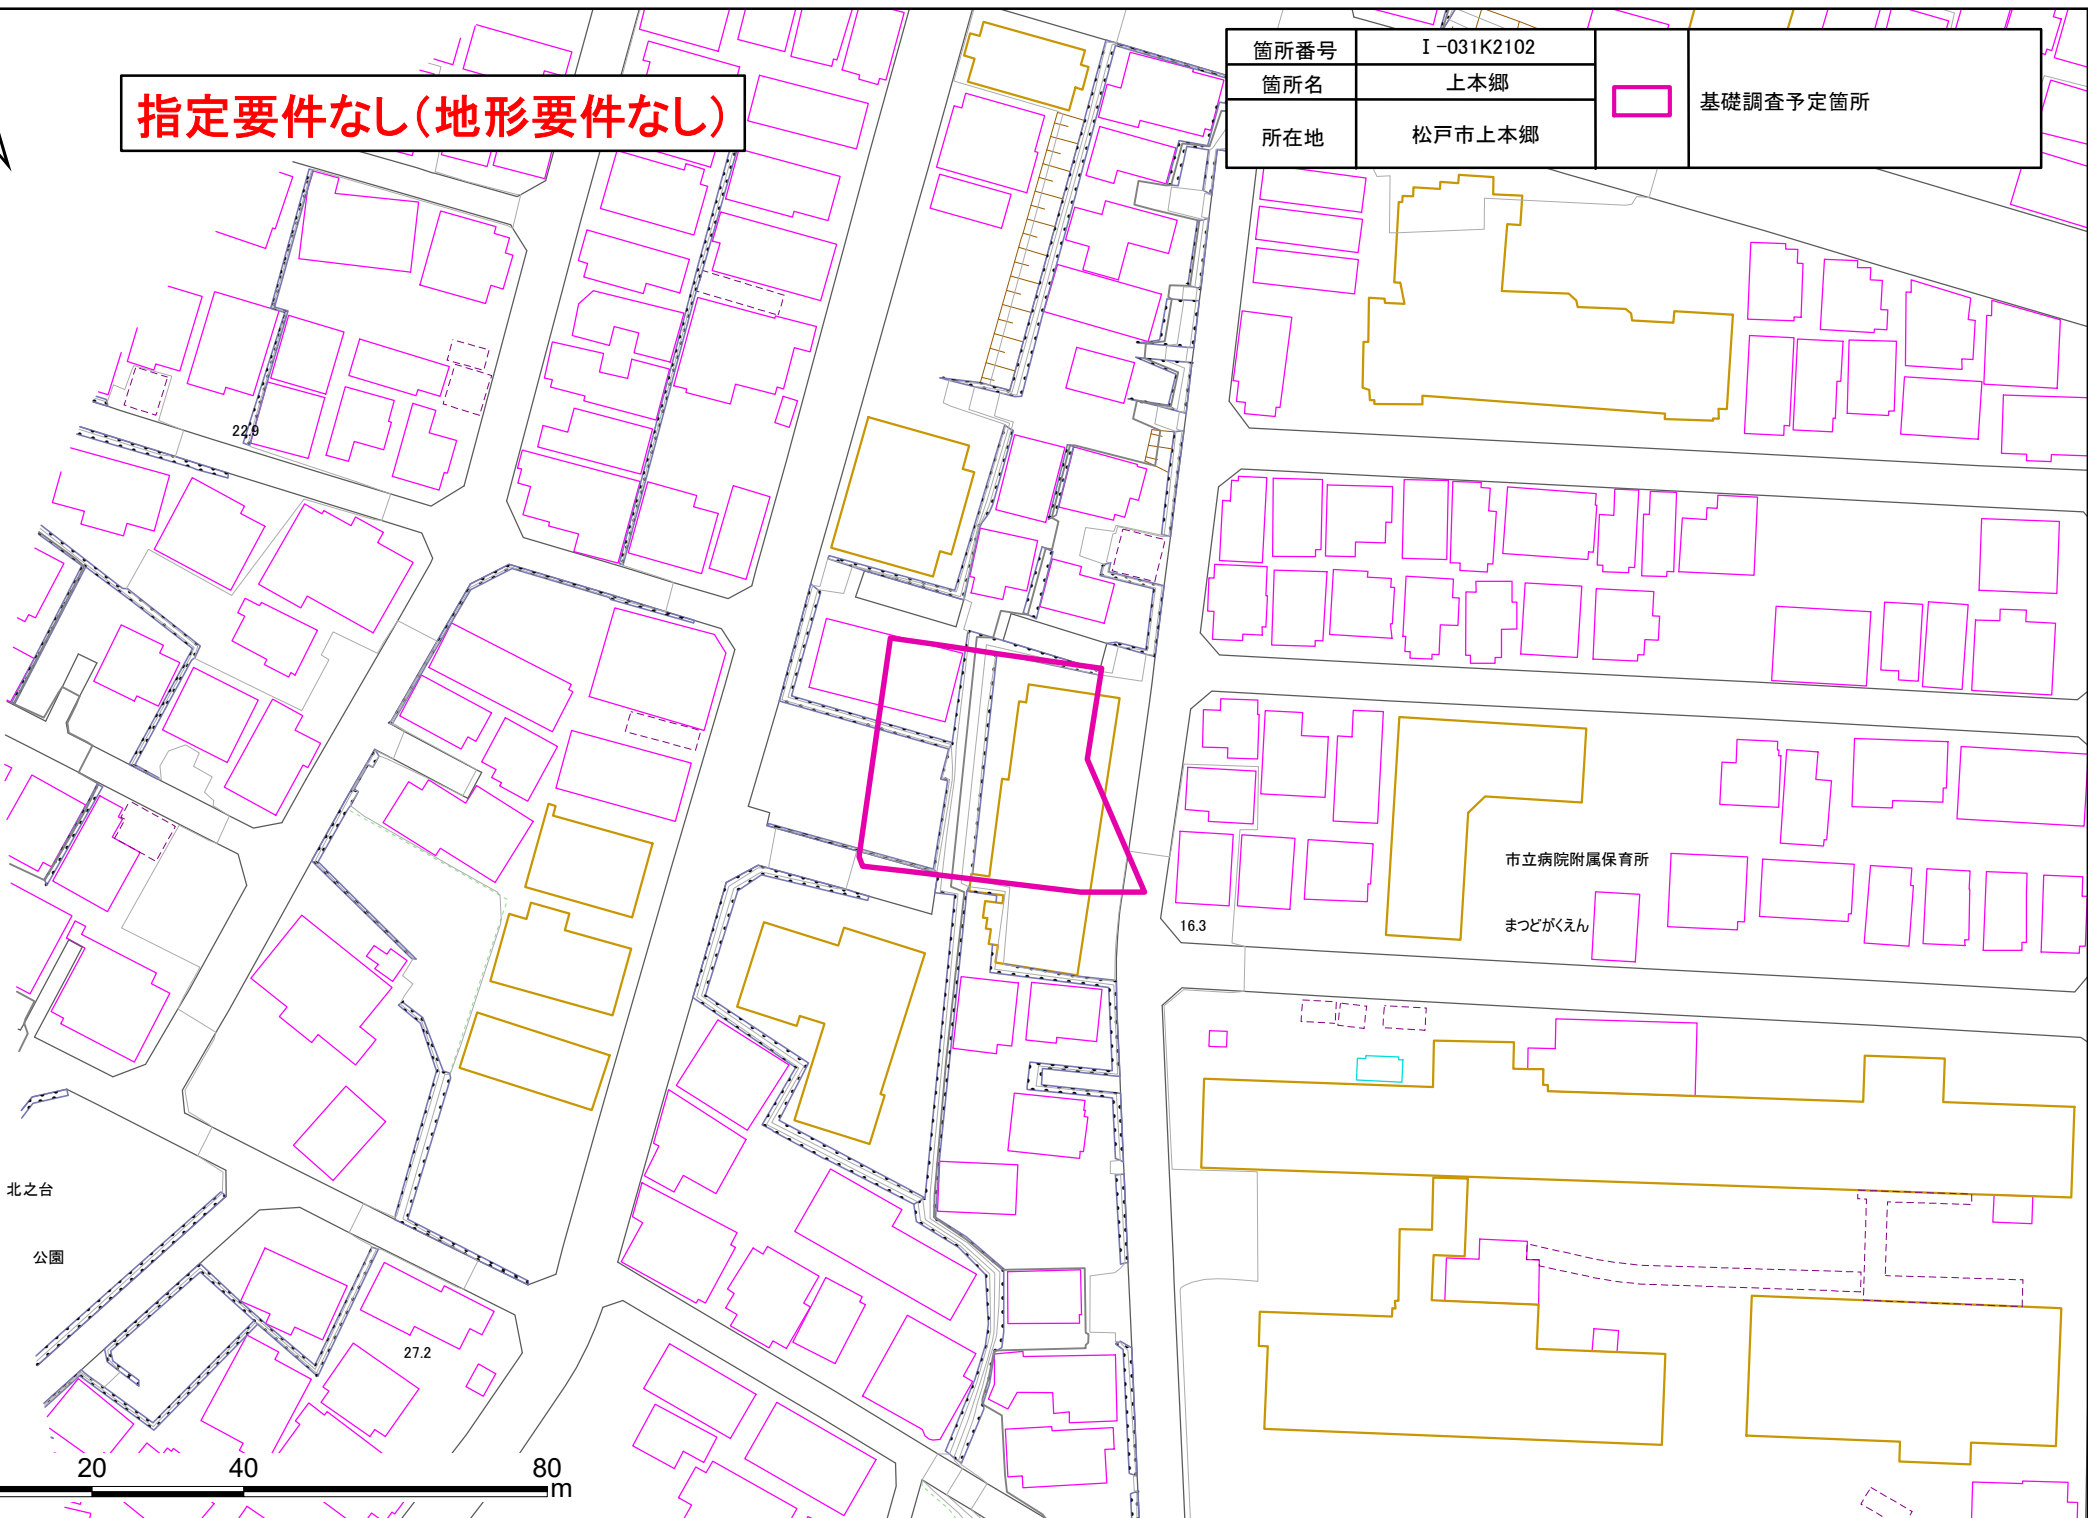 箇所番号 Ⅰ-031K2102
箇所名 上本郷
所在地 松戸市上本郷
基礎調査予定箇所
指定要件なし(地形要件なし)
22.9
市立病院附属保育所
まつどがくえん
16.3
北之台
公園
27.2
20 40 80
m